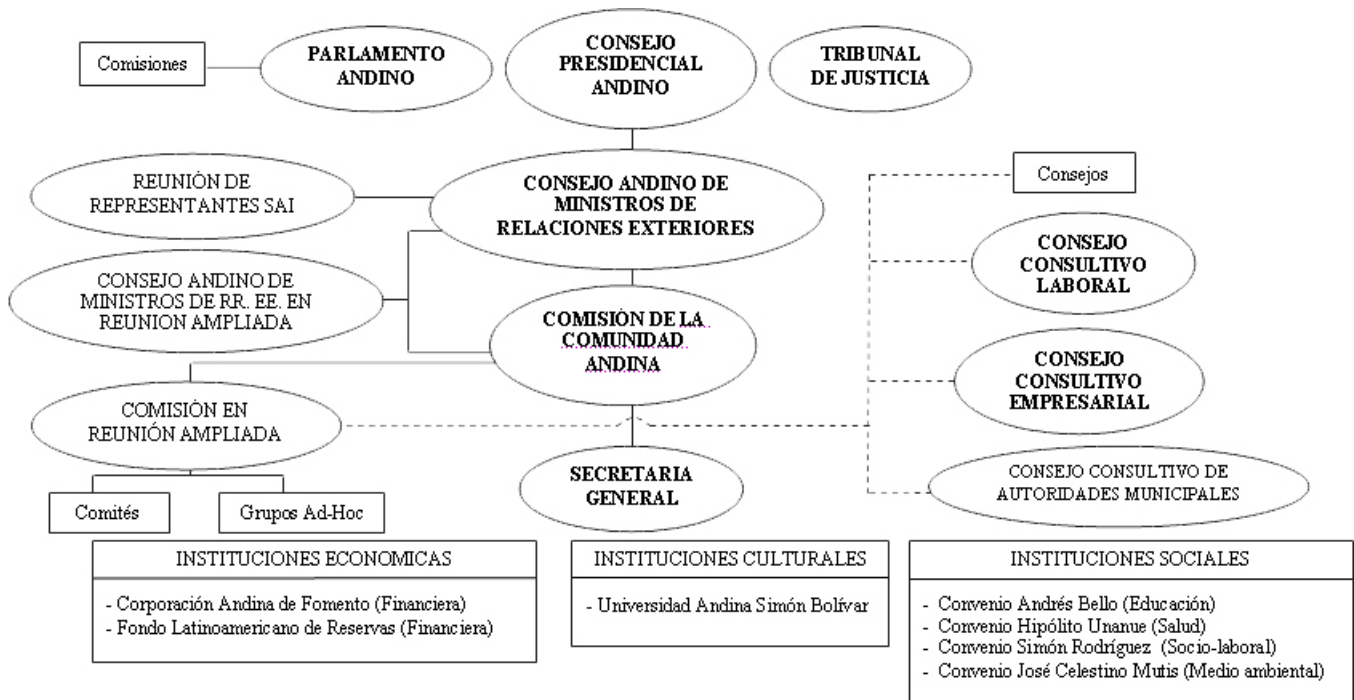 Comisiones
PARLAMENTO
ANDINO
CONSEJO
PRESIDENCIAL
ANDINO
TRIBUNAL
DE JUSTICIA
REUNIÓN DE
REPRESENTANTES SAI
CONSEJO ANDINO DE
MINISTROS DE
RELACIONES EXTERIORES
Consejos
CONSEJO
CONSULTIVO
LABORAL
CONSEJO ANDINO DE
MINISTROS DE RR. EE. EN
REUNION AMPLIADA
COMISIÓN DE LA
COMUNIDAD
ANDINA
CONSEJO
CONSULTIVO
EMPRESARIAL
COMISIÓN EN
REUNIÓN AMPLIADA
SECRETARIA
GENERAL
CONSEJO CONSULTIVO DE
AUTORIDADES MUNICIPALES
Comités
Grupos Ad-Hoc
INSTITUCIONES ECONOMICAS
- Corporación Andina de Fomento (Financiera)
- Fondo Latinoamericano de Reservas (Financiera)
INSTITUCIONES CULTURALES
- Universidad Andina Simón Bolívar
INSTITUCIONES SOCIALES
- Convenio Andrés Bello (Educación)
- Convenio Hipólito Unanue (Salud)
- Convenio Simón Rodríguez (Socio-laboral)
- Convenio José Celestino Mutis (Medio ambiental)